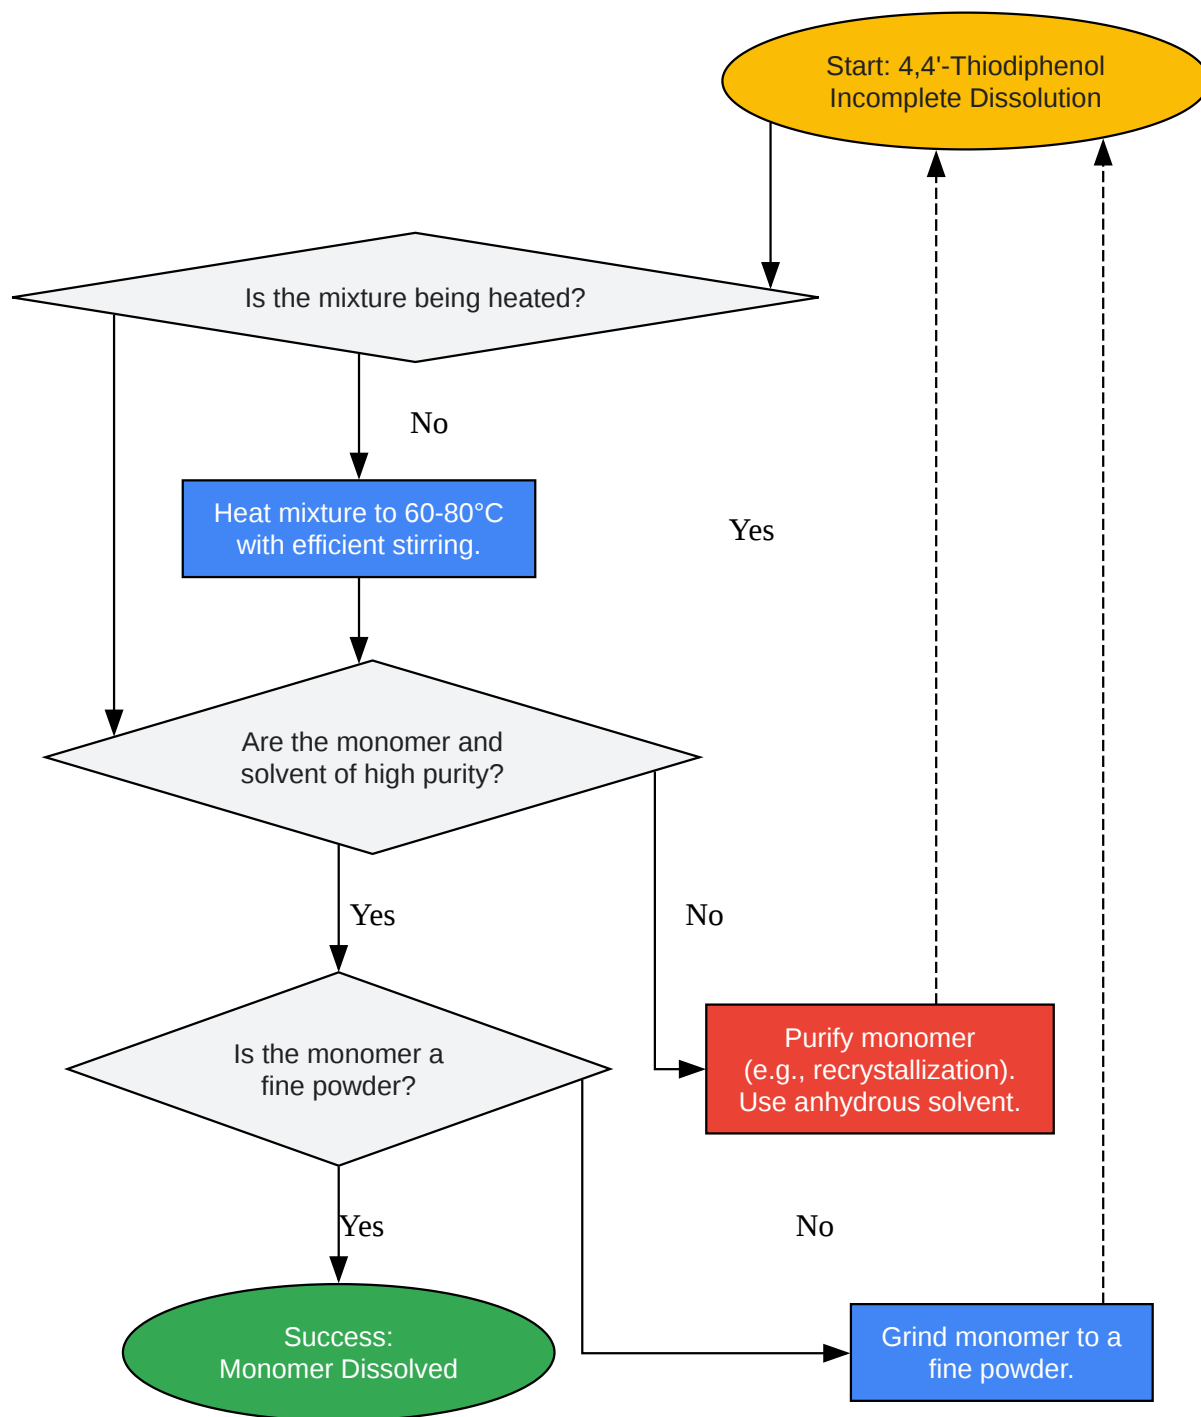 Start: 4,4'-Thiodiphenol
Incomplete Dissolution
Is the mixture being heated?
No
Heat mixture to 60-80°C
with efficient stirring.
Yes
Are the monomer and
solvent of high purity?
Yes
No
Is the monomer a
fine powder?
Purify monomer
(e.g., recrystallization).
Use anhydrous solvent.
Yes
No
Success:
Monomer Dissolved
Grind monomer to a
fine powder.